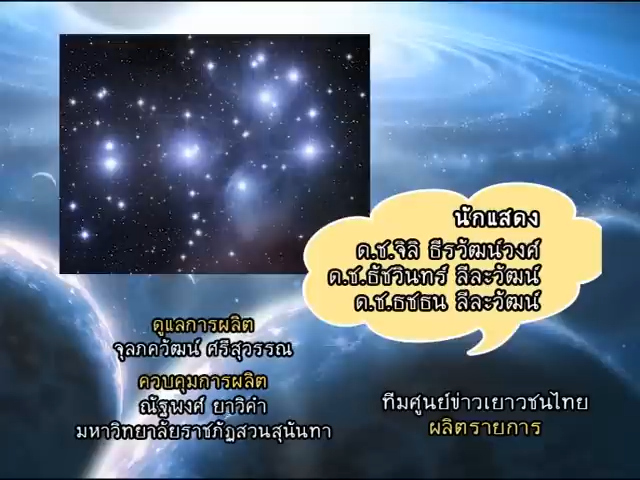 นักแสดง
ด.ช.จิลิ ธีรวัฒน์วงศ์
ด.ช.ธัชวินทร์ ลีละวัฒน์
ด.ช.ธชธน ลีละวัฒน์
ดูแลการผลิต
จุลภควัฒน์ ศรีสุวรรณ
ควบคุมการผลิต
ณัฐพงศ์ ยาวิคำ
มหาวิทยาลัยราชภัฏสวนสุนันทา
ทีมศูนย์ข่าวเยาวชนไทย
ผลิตรายการ